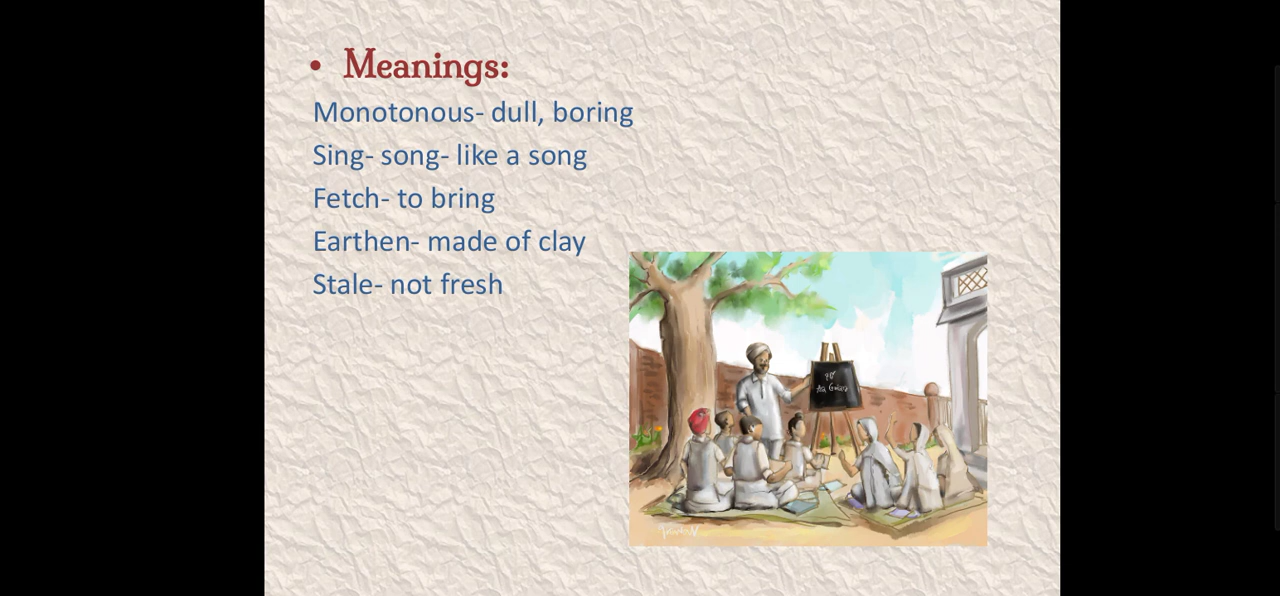 • Meanings:
Monotonous- dull, boring
Sing- song- like a song
Fetch- to bring
Earthen- made of clay
Stale- not fresh